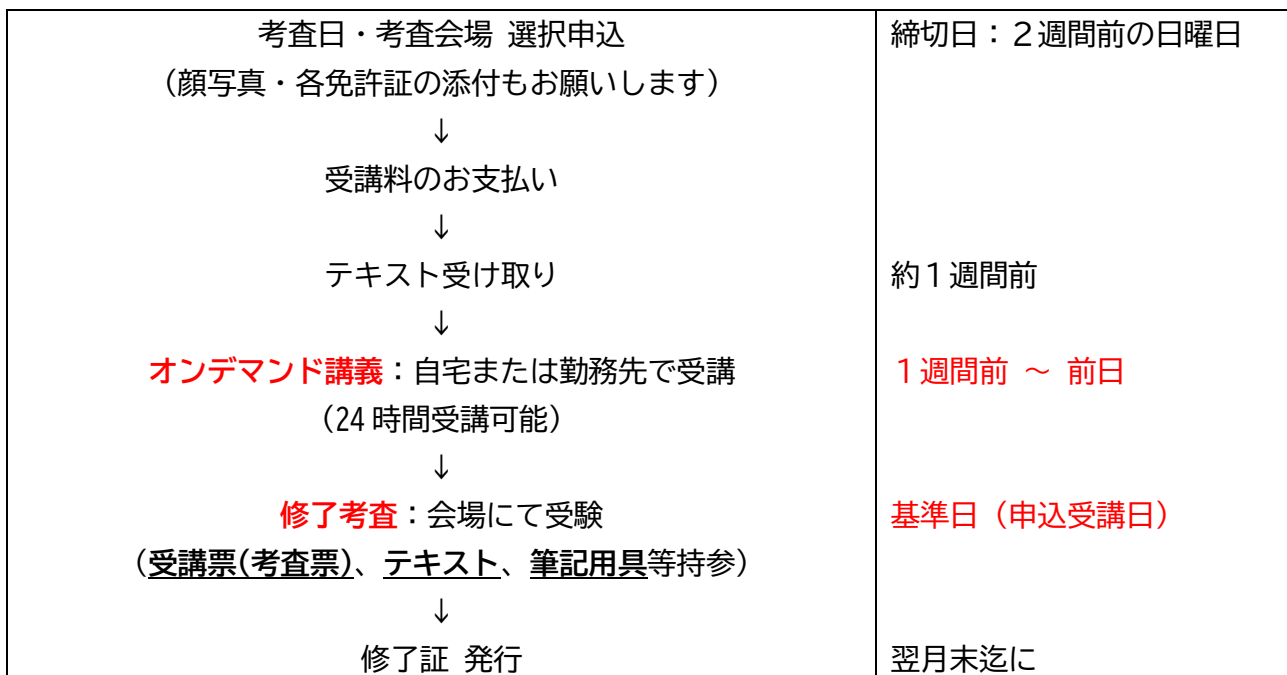 考査日・考査会場 選択申込
締切日：２週間前の日曜日
（顔写真・各免許証の添付もお願いします）
↓
受講料のお支払い
↓
テキスト受け取り
約１週間前
↓
オンデマンド講義：自宅または勤務先で受講
１週間前 ～ 前日
（24時間受講可能）
↓
修了考査：会場にて受験
基準日（申込受講日）
（受講票(考査票)、テキスト、筆記用具等持参）
↓
修了証 発行
翌月末迄に